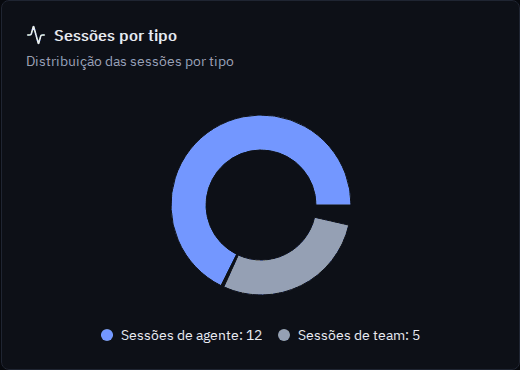 Sessões por tipo
Distribuição das sessões por tipo
Sessões de agente: 12
Sessões de team: 5